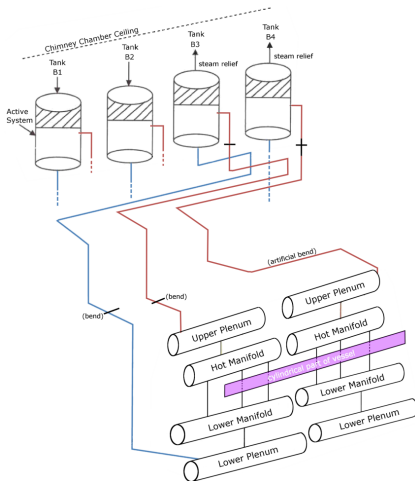 Chimney Chamber Ceiling
Tank
B1
Tank
B2
Tank
B3
Tank
B4
steam relief
steam relief
Active
System
(artificial bend)
(bend)
(bend)
Upper Plenum
Upper Plenum
Hot Manifold
Hot Manifold
cylindrical part of vessel
Lower Manifold
Lower Manifold
Lower Plenum
Lower Plenum